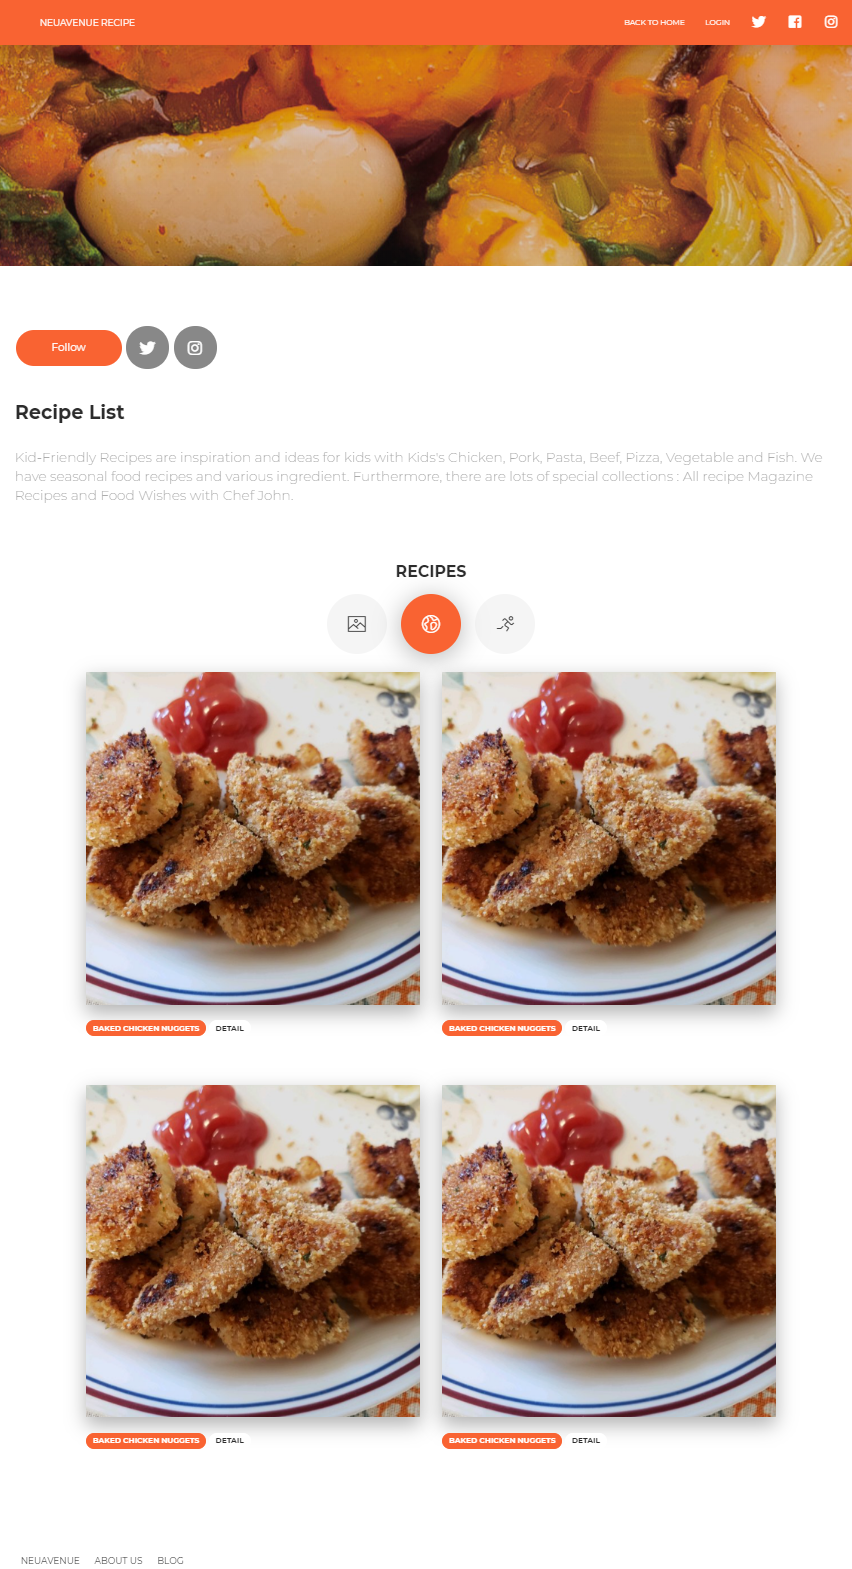 NEUAVENUE RECIPE
BACK TO HOME
LOGIN
Follow
Recipe List
Kid-Friendly Recipes are inspiration and ideas for kids with Kids's Chicken, Pork, Pasta, Beef, Pizza, Vegetable and Fish. We
have seasonal food recipes and various ingredient. Furthermore, there are lots of special collections : All recipe Magazine
Recipes and Food Wishes with Chef John.
RECIPES
BAKED CHICKEN NUGGETS DETAIL
BAKED CHICKEN NUGGETS DETAIL
BAKED CHICKEN NUGGETS DETAIL
BAKED CHICKEN NUGGETS DETAIL
NEUAVENUE ABOUT US BLOG